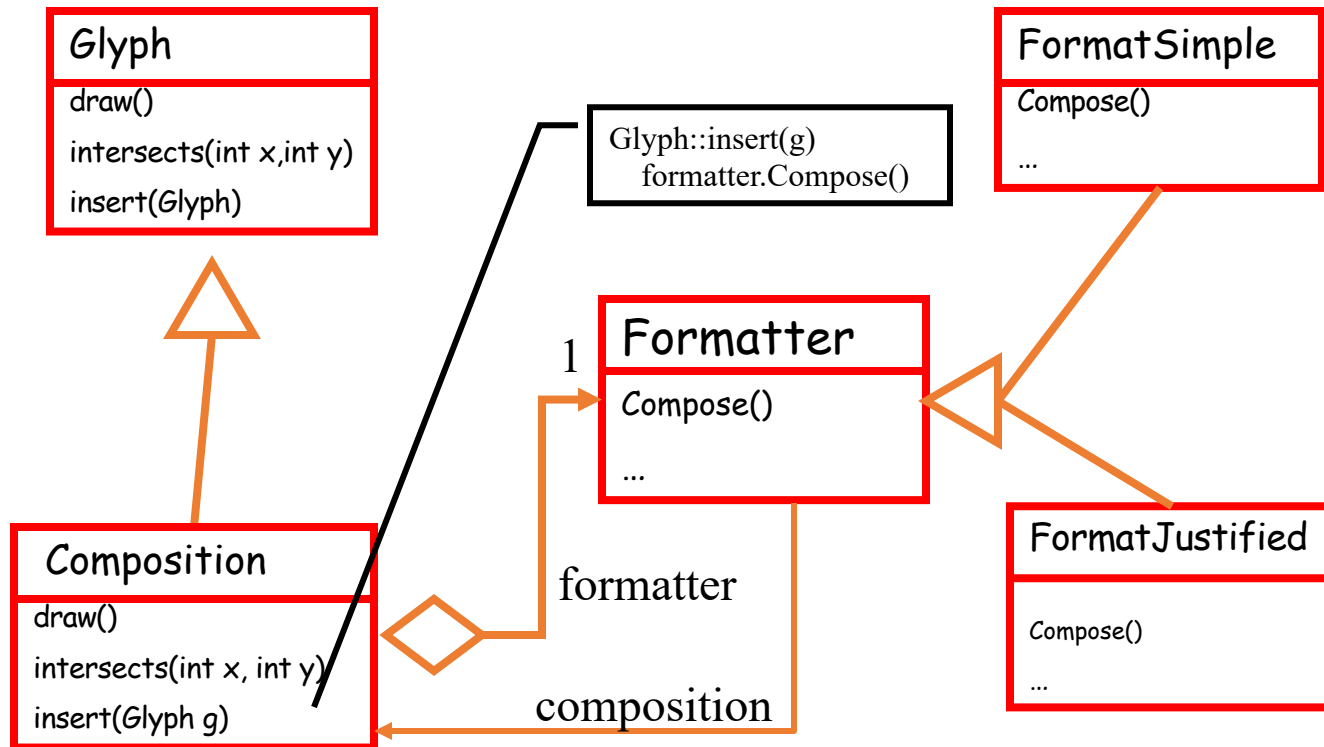 Glyph
draw()
intersects(int x,int y)
insert(Glyph)
Glyph::insert(g)
formatter.Compose()
FormatSimple
Compose()
...
1
Formatter
Compose()
...
Composition
draw()
intersects(int x, int y)
insert(Glyph g)
formatter
composition
FormatJustified
Compose()
...